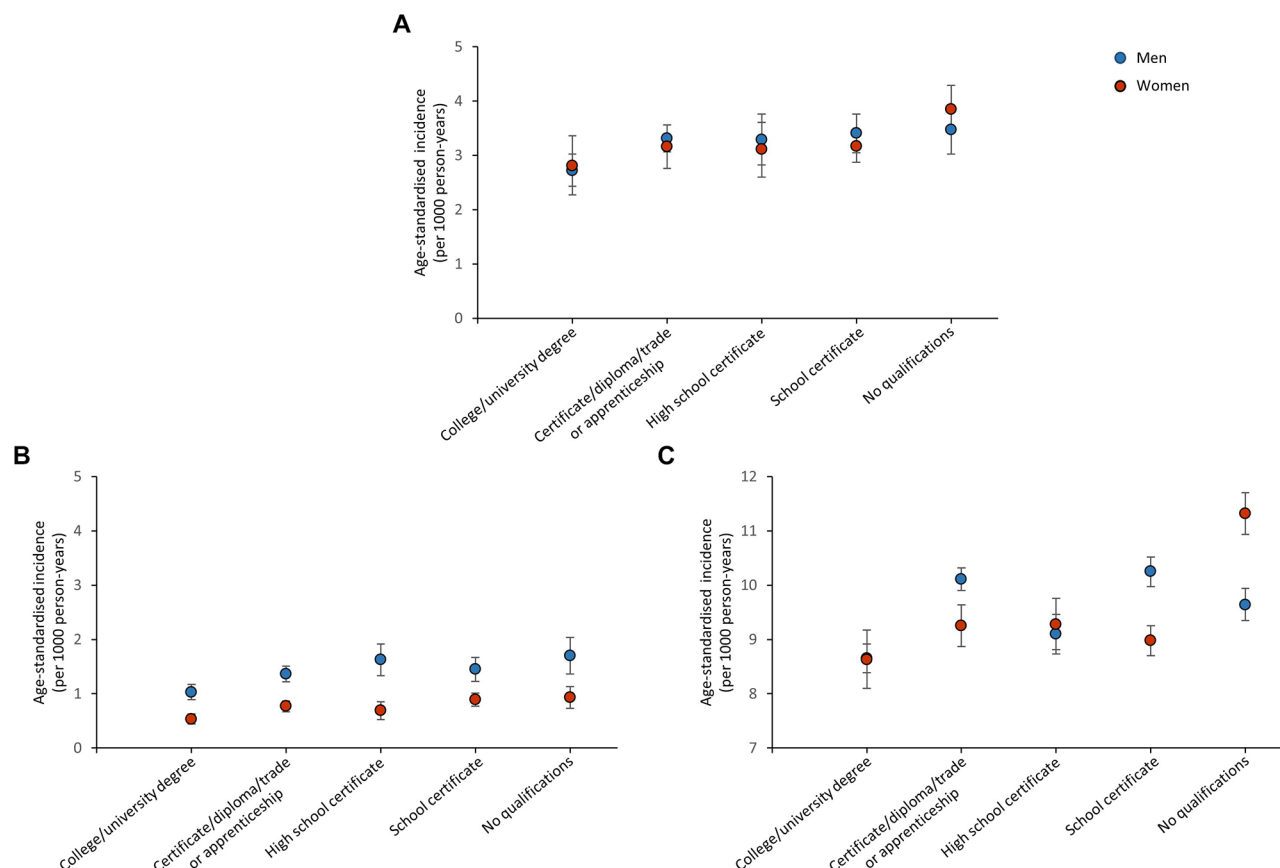 A
Men
Women
Age-standardised incidence
(per 1000 person-years)
5
4
3
2
1
0
College/university degree
Certificate/diploma/trade
or apprenticeship
High school certificate
School certificate
No qualifications
B
Age-standardised incidence
(per 1000 person-years)
5
4
3
2
1
0
College/university degree
Certificate/diploma/trade
or apprenticeship
High school certificate
School certificate
No qualifications
C
Age-standardised incidence
(per 1000 person-years)
12
11
10
9
8
7
College/university degree
Certificate/diploma/trade
or apprenticeship
High school certificate
School certificate
No qualifications